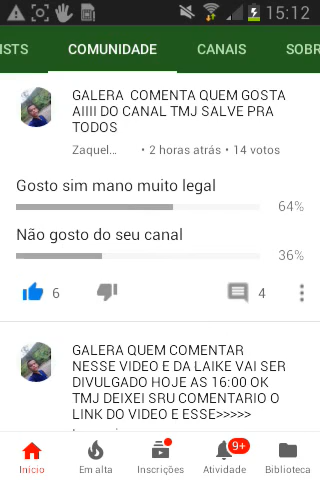 15:12
ISTS COMUNIDADE CANAIS SOBR
GALERA COMENTA QUEM GOSTA
AIIII DO CANAL TMJ SALVE PRA
TODOS
Zaquel... • 2 horas atrás • 14 votos
Gosto sim mano muito legal
64%
Não gosto do seu canal
36%
6 4
GALERA QUEM COMENTAR
NESSE VIDEO E DA LAIKE VAI SER
DIVULGADO HOJE AS 16:00 OK
TMJ DEIXEI SRU COMENTARIO O
LINK DO VIDEO E ESSE>>>>>
9+
Início Em alta Inscrições Atividade Biblioteca